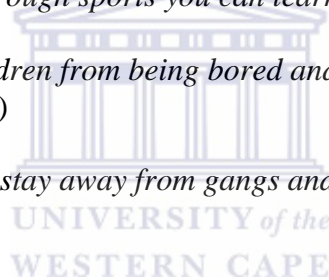 ough sports you can learn
dren from being bored and
)
stay away from gangs and
UNIVERSITY of the
WESTERN CAPE